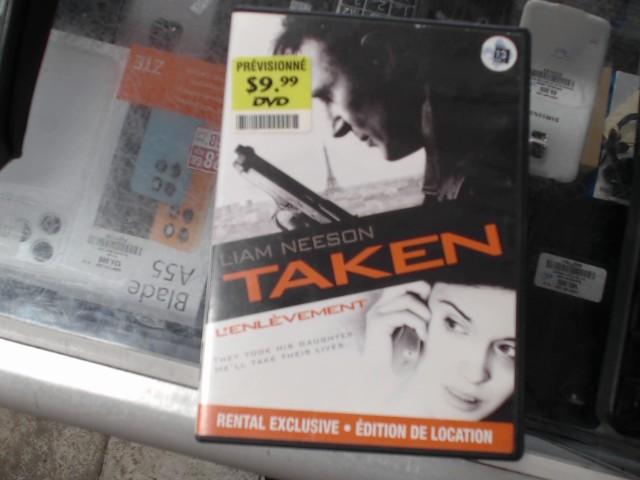 PRÉVISIONNÉ
$9.99
DVD
LIAM NEESON
TAKEN
L'ENLÈVEMENT
THEY TOOK HIS DAUGHTER
HE'LL TAKE THEIR LIVES.
RENTAL EXCLUSIVE • ÉDITION DE LOCATION
ZTE
Blade
A55